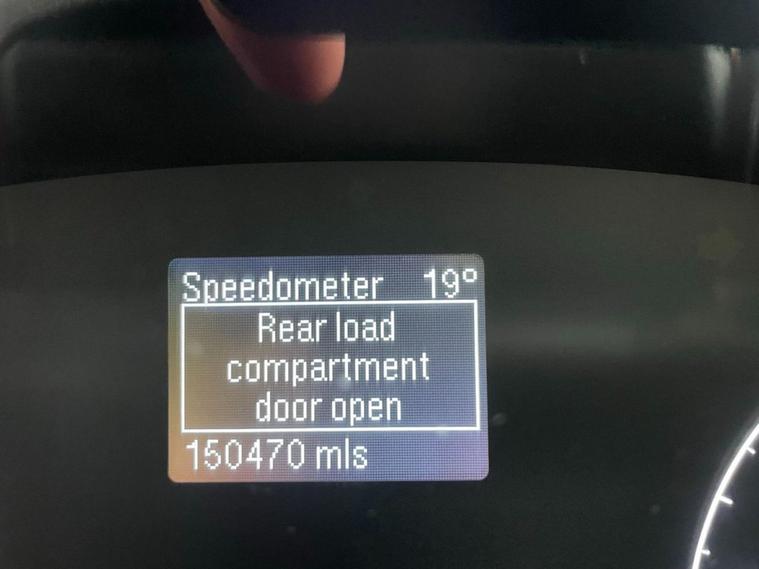 Speedometer 19°
Rear load
compartment
door open
150470 mls